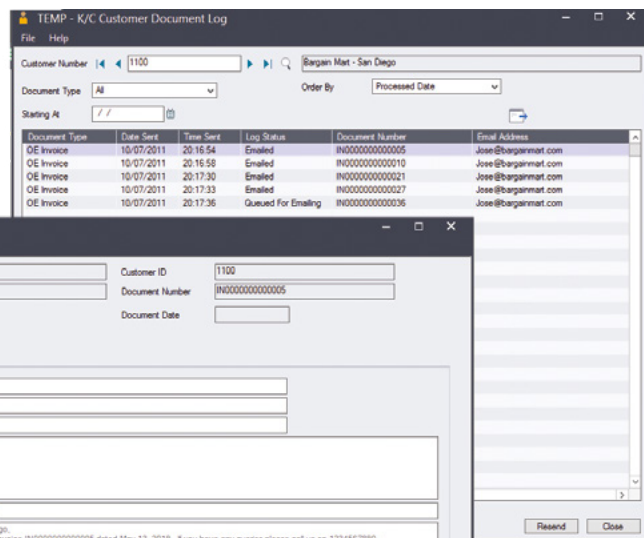 TEMP - K/C Customer Document Log
File Help
Customer Number 1100 Bargain Mart - San Diego
Document Type All Order By Processed Date
Starting At / /
Document Type Date Sent Time Sent Log Status Document Number Email Address
OE Invoice 10/07/2011 20:16:54 Emailed IN0000000000005 Jose@bargainmart.com
OE Invoice 10/07/2011 20:16:58 Emailed IN0000000000010 Jose@bargainmart.com
OE Invoice 10/07/2011 20:17:30 Emailed IN0000000000021 Jose@bargainmart.com
OE Invoice 10/07/2011 20:17:33 Emailed IN0000000000027 Jose@bargainmart.com
OE Invoice 10/07/2011 20:17:36 Queued For Emailing IN0000000000036 Jose@bargainmart.com
Customer ID 1100
Document Number IN0000000000005
Document Date
go,
Resend Close